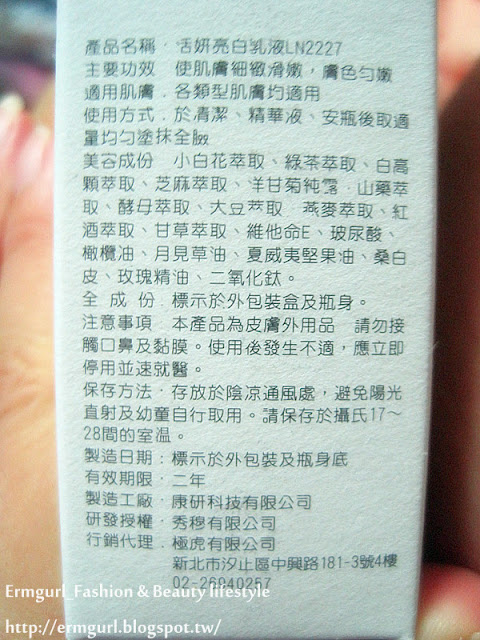 產品名稱：活妍亮白乳液LN2227
主要功效 使肌膚細緻滑嫩，膚色勻嫩
適用肌膚：各類型肌膚均適用
使用方式：於清潔、精華液、安瓶後取適
量均勻塗抹全臉
美容成份 小白花萃取、綠茶萃取、白高
顆萃取、芝麻萃取、洋甘菊純露．山藥萃
取、酵母萃取、大豆萃取 燕麥萃取、紅
酒萃取、甘草萃取、維他命E、玻尿酸、
橄欖油、月見草油、夏威夷堅果油、桑白
皮、玫瑰精油、二氧化鈦。
全 成 份：標示於外包裝盒及瓶身。
注意事項 本產品為皮膚外用品 請勿接
觸口鼻及黏膜。使用後發生不適，應立即
停用並速就醫。
保存方法：存放於陰涼通風處，避免陽光
直射及幼童自行取用。請保存於攝氏17～
28間的室溫。
製造日期：標示於外包裝及瓶身底
有效期限：二年
製造工廠：康研科技有限公司
研發授權：秀穆有限公司
行銷代理：極虎有限公司
新北市汐止區中興路181-3號4樓
02-26940257
Ermgurl_Fashion & Beauty lifestyle
http://ermgurl.blogspot.tw/